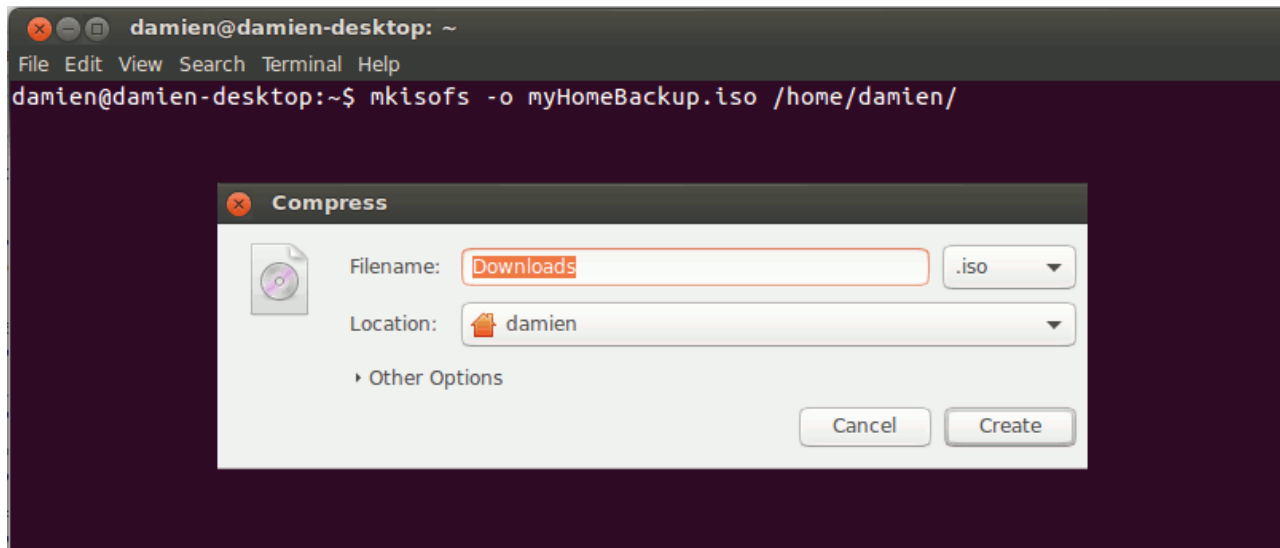 damien@damien-desktop: ~
File Edit View Search Terminal Help
damien@damien-desktop:~$ mkisofs -o myHomeBackup.iso /home/damien/
Compress
Filename: Downloads .iso
Location: damien
Other Options
Cancel Create